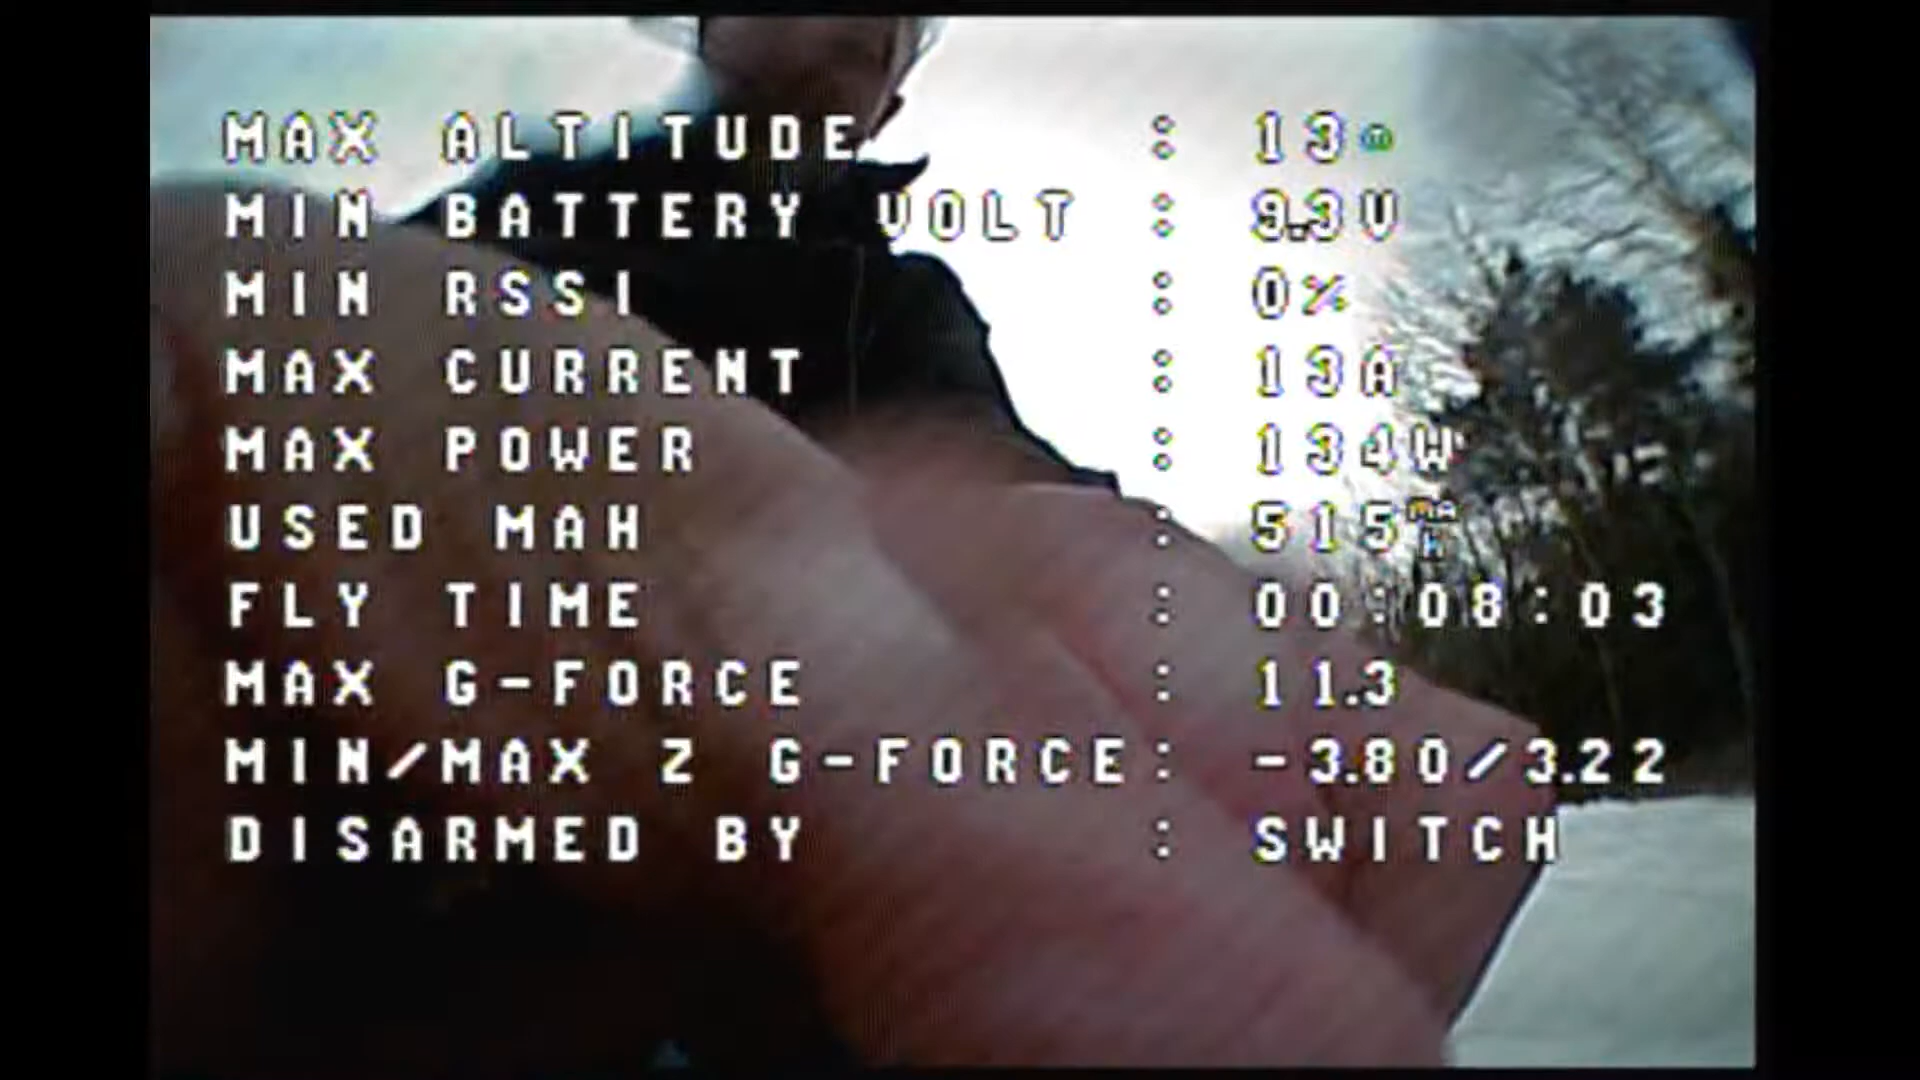 MAX ALTITUDE : 13m
MIN BATTERY VOLT : 9.3V
MIN RSSI : 0%
MAX CURRENT : 13A
MAX POWER : 134W
USED MAH : 515mAh
FLY TIME : 00:08:03
MAX G-FORCE : 11.3
MIN/MAX Z G-FORCE: -3.80/3.22
DISARMED BY : SWITCH